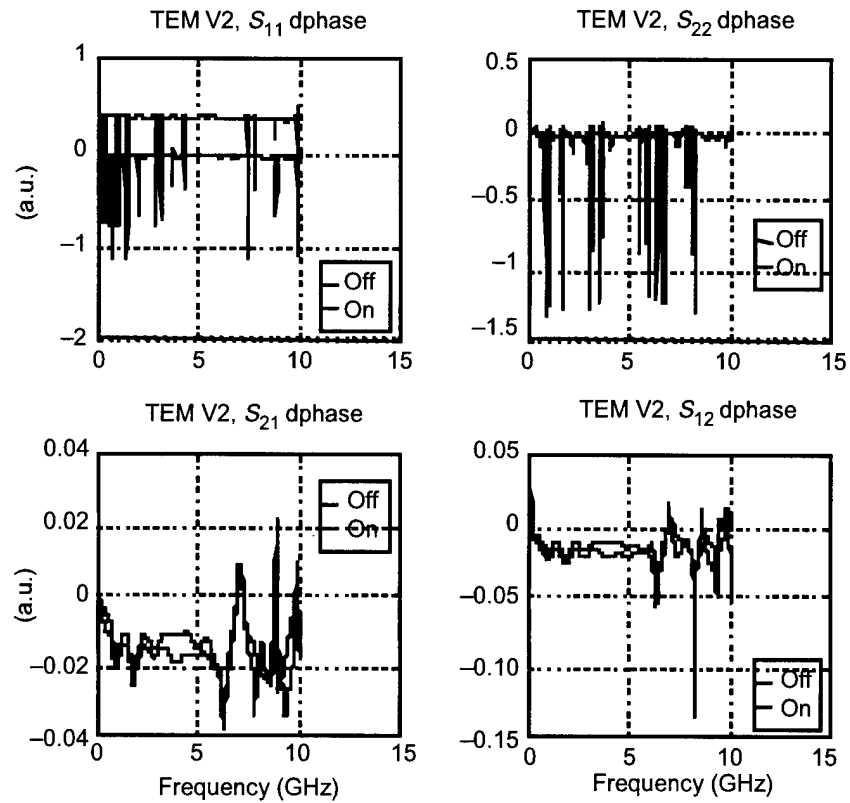 TEM V2, S11 dphase
1
0
−1
−2
(a.u.)
0 5 10 15
Off
On
TEM V2, S22 dphase
0.5
0
−0.5
−1
−1.5
0 5 10 15
Off
On
TEM V2, S21 dphase
0.04
0.02
0
−0.02
−0.04
(a.u.)
0 5 10 15
Frequency (GHz)
Off
On
TEM V2, S12 dphase
0.05
0
−0.05
−0.10
−0.15
0 5 10 15
Frequency (GHz)
Off
On